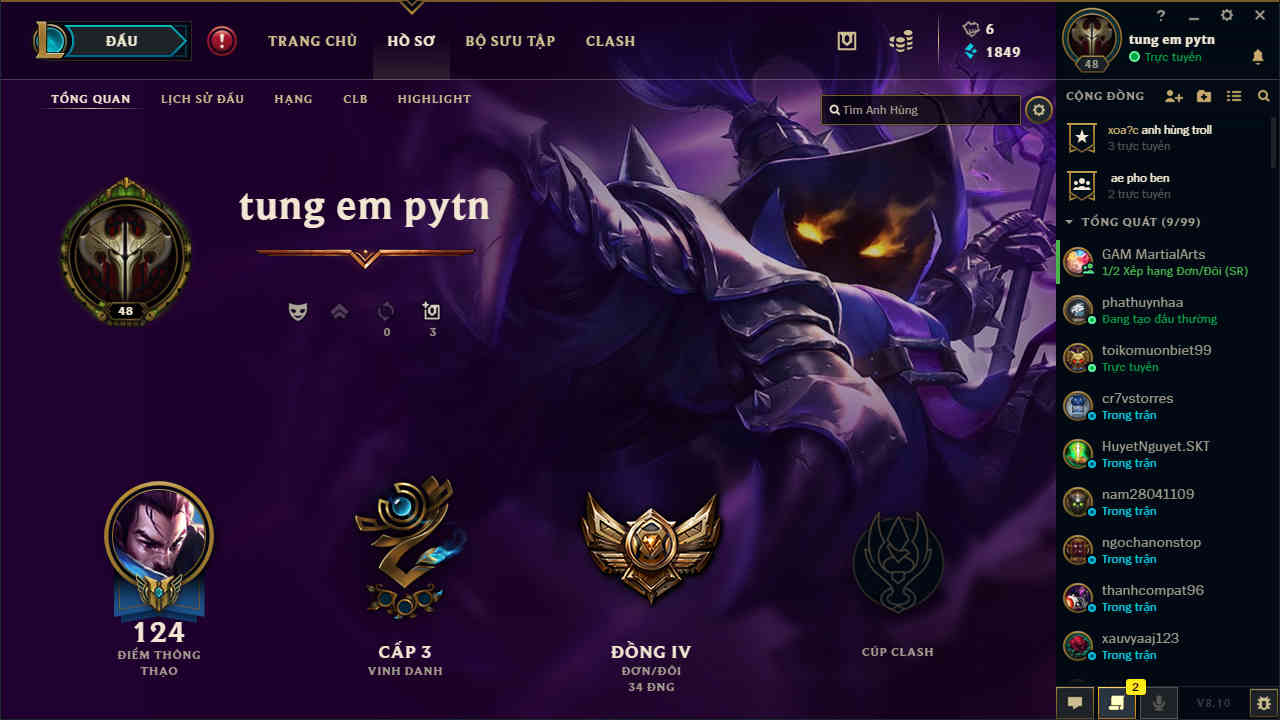 ĐẤU
TRANG CHỦ
HỒ SƠ
BỘ SƯU TẬP
CLASH
6
1849
TỔNG QUAN
LỊCH SỬ ĐẤU
HẠNG
CLB
HIGHLIGHT
Tìm Anh Hùng
tung em pytn
48
0
3
124
ĐIỂM THÔNG
THẠO
CẤP 3
VINH DANH
ĐỒNG IV
ĐƠN/ĐÔI
34 ĐNG
CÚP CLASH
?
tung em pytn
Trực tuyến
48
CỘNG ĐỒNG
xoa?c anh hùng troll
3 trực tuyến
ae pho ben
2 trực tuyến
TỔNG QUÁT (9/99)
GAM MartialArts
1/2 Xếp hạng Đơn/Đôi (SR)
phathuynhaa
Đang tạo đấu thường
toikomuonbiet99
Trực tuyến
cr7vstorres
Trong trận
HuyetNguyet.SKT
Trong trận
nam28041109
Trong trận
ngochanonstop
Trong trận
thanhcompat96
Trong trận
xauvyaaj123
Trong trận
2
V8.10